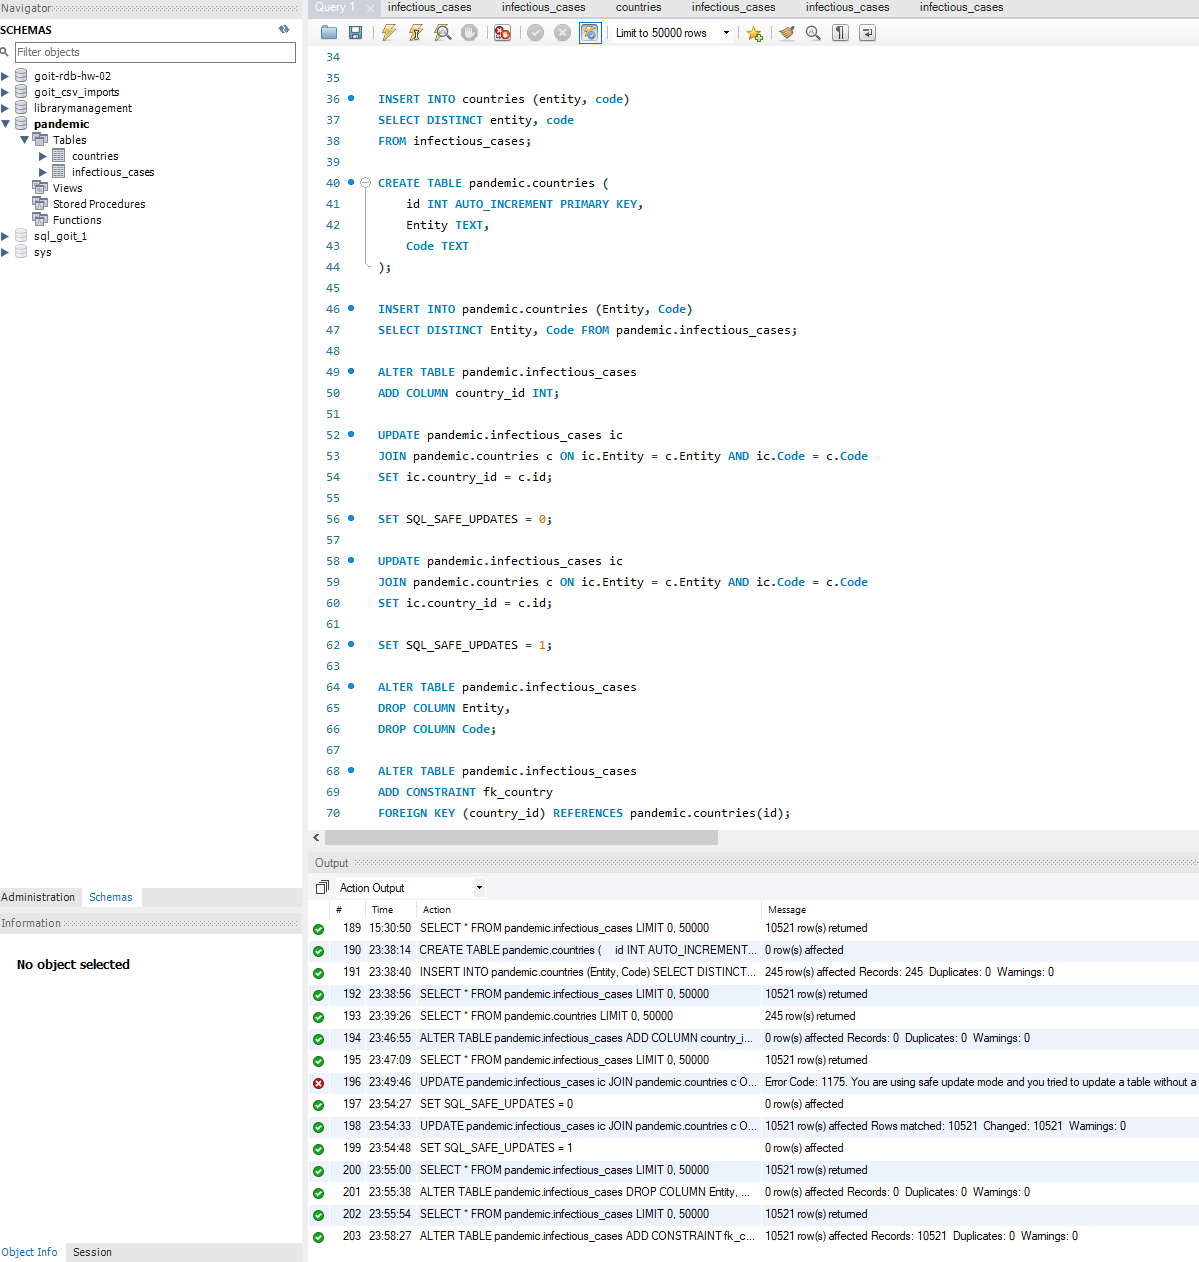 Navigator
SCHEMAS
Filter objects
goit-rdb-hw-02
goit_csv_imports
librarymanagement
pandemic
Tables
countries
infectious_cases
Views
Stored Procedures
Functions
sql_goit_1
sys
Administration Schemas
Information
No object selected
Object Info Session
Query 1 infectious_cases infectious_cases countries infectious_cases infectious_cases infectious_cases
Limit to 50000 rows
34
35
36 INSERT INTO countries (entity, code)
37 SELECT DISTINCT entity, code
38 FROM infectious_cases;
39
40 CREATE TABLE pandemic.countries (
41 id INT AUTO_INCREMENT PRIMARY KEY,
42 Entity TEXT,
43 Code TEXT
44 );
45
46 INSERT INTO pandemic.countries (Entity, Code)
47 SELECT DISTINCT Entity, Code FROM pandemic.infectious_cases;
48
49 ALTER TABLE pandemic.infectious_cases
50 ADD COLUMN country_id INT;
51
52 UPDATE pandemic.infectious_cases ic
53 JOIN pandemic.countries c ON ic.Entity = c.Entity AND ic.Code = c.Code
54 SET ic.country_id = c.id;
55
56 SET SQL_SAFE_UPDATES = 0;
57
58 UPDATE pandemic.infectious_cases ic
59 JOIN pandemic.countries c ON ic.Entity = c.Entity AND ic.Code = c.Code
60 SET ic.country_id = c.id;
61
62 SET SQL_SAFE_UPDATES = 1;
63
64 ALTER TABLE pandemic.infectious_cases
65 DROP COLUMN Entity,
66 DROP COLUMN Code;
67
68 ALTER TABLE pandemic.infectious_cases
69 ADD CONSTRAINT fk_country
70 FOREIGN KEY (country_id) REFERENCES pandemic.countries(id);
Output
Action Output
# Time Action Message
189 15:30:50 SELECT * FROM pandemic.infectious_cases LIMIT 0, 50000 10521 row(s) returned
190 23:38:14 CREATE TABLE pandemic.countries ( id INT AUTO_INCREMENT... 0 row(s) affected
191 23:38:40 INSERT INTO pandemic.countries (Entity, Code) SELECT DISTINCT... 245 row(s) affected Records: 245 Duplicates: 0 Warnings: 0
192 23:38:56 SELECT * FROM pandemic.infectious_cases LIMIT 0, 50000 10521 row(s) returned
193 23:39:26 SELECT * FROM pandemic.countries LIMIT 0, 50000 245 row(s) returned
194 23:46:55 ALTER TABLE pandemic.infectious_cases ADD COLUMN country_i... 0 row(s) affected Records: 0 Duplicates: 0 Warnings: 0
195 23:47:09 SELECT * FROM pandemic.infectious_cases LIMIT 0, 50000 10521 row(s) returned
196 23:49:46 UPDATE pandemic.infectious_cases ic JOIN pandemic.countries c O... Error Code: 1175. You are using safe update mode and you tried to update a table without a
197 23:54:27 SET SQL_SAFE_UPDATES = 0 0 row(s) affected
198 23:54:33 UPDATE pandemic.infectious_cases ic JOIN pandemic.countries c O... 10521 row(s) affected Rows matched: 10521 Changed: 10521 Warnings: 0
199 23:54:48 SET SQL_SAFE_UPDATES = 1 0 row(s) affected
200 23:55:00 SELECT * FROM pandemic.infectious_cases LIMIT 0, 50000 10521 row(s) returned
201 23:55:38 ALTER TABLE pandemic.infectious_cases DROP COLUMN Entity, ... 0 row(s) affected Records: 0 Duplicates: 0 Warnings: 0
202 23:55:54 SELECT * FROM pandemic.infectious_cases LIMIT 0, 50000 10521 row(s) returned
203 23:58:27 ALTER TABLE pandemic.infectious_cases ADD CONSTRAINT fk_c... 10521 row(s) affected Records: 10521 Duplicates: 0 Warnings: 0